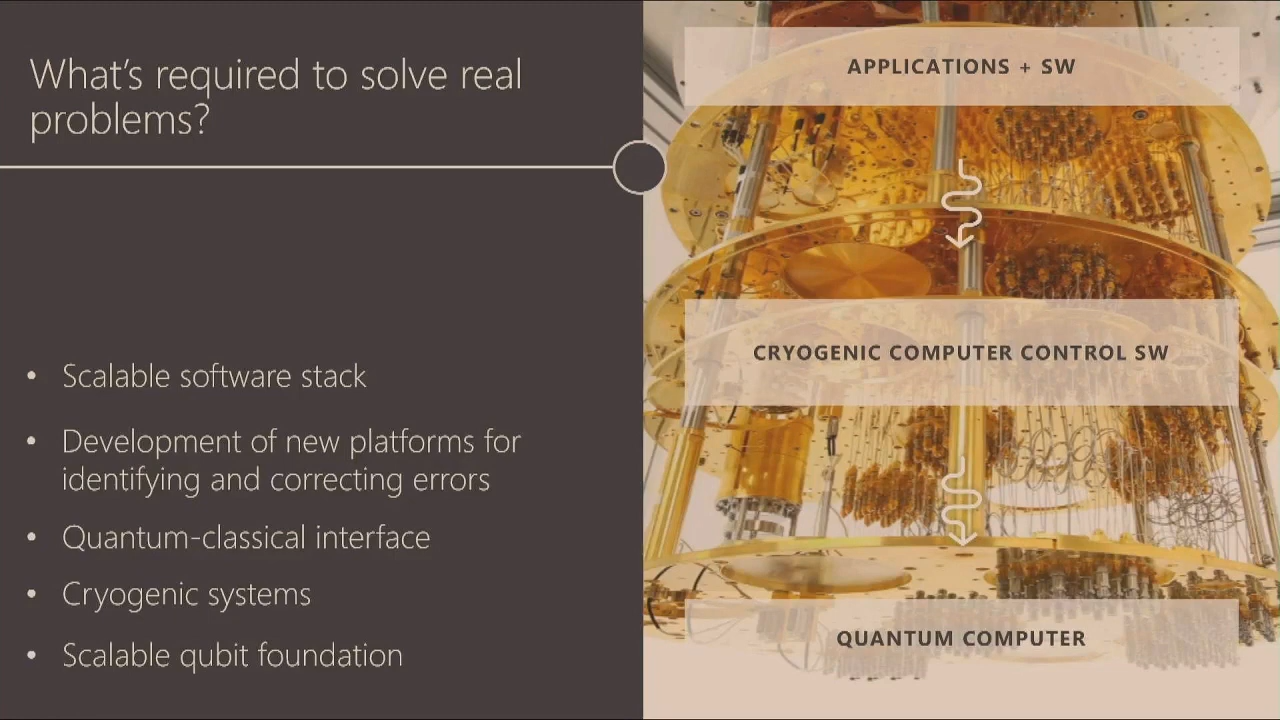 What's required to solve real
problems?
• Scalable software stack
• Development of new platforms for
identifying and correcting errors
• Quantum-classical interface
• Cryogenic systems
• Scalable qubit foundation
APPLICATIONS + SW
CRYOGENIC COMPUTER CONTROL SW
QUANTUM COMPUTER